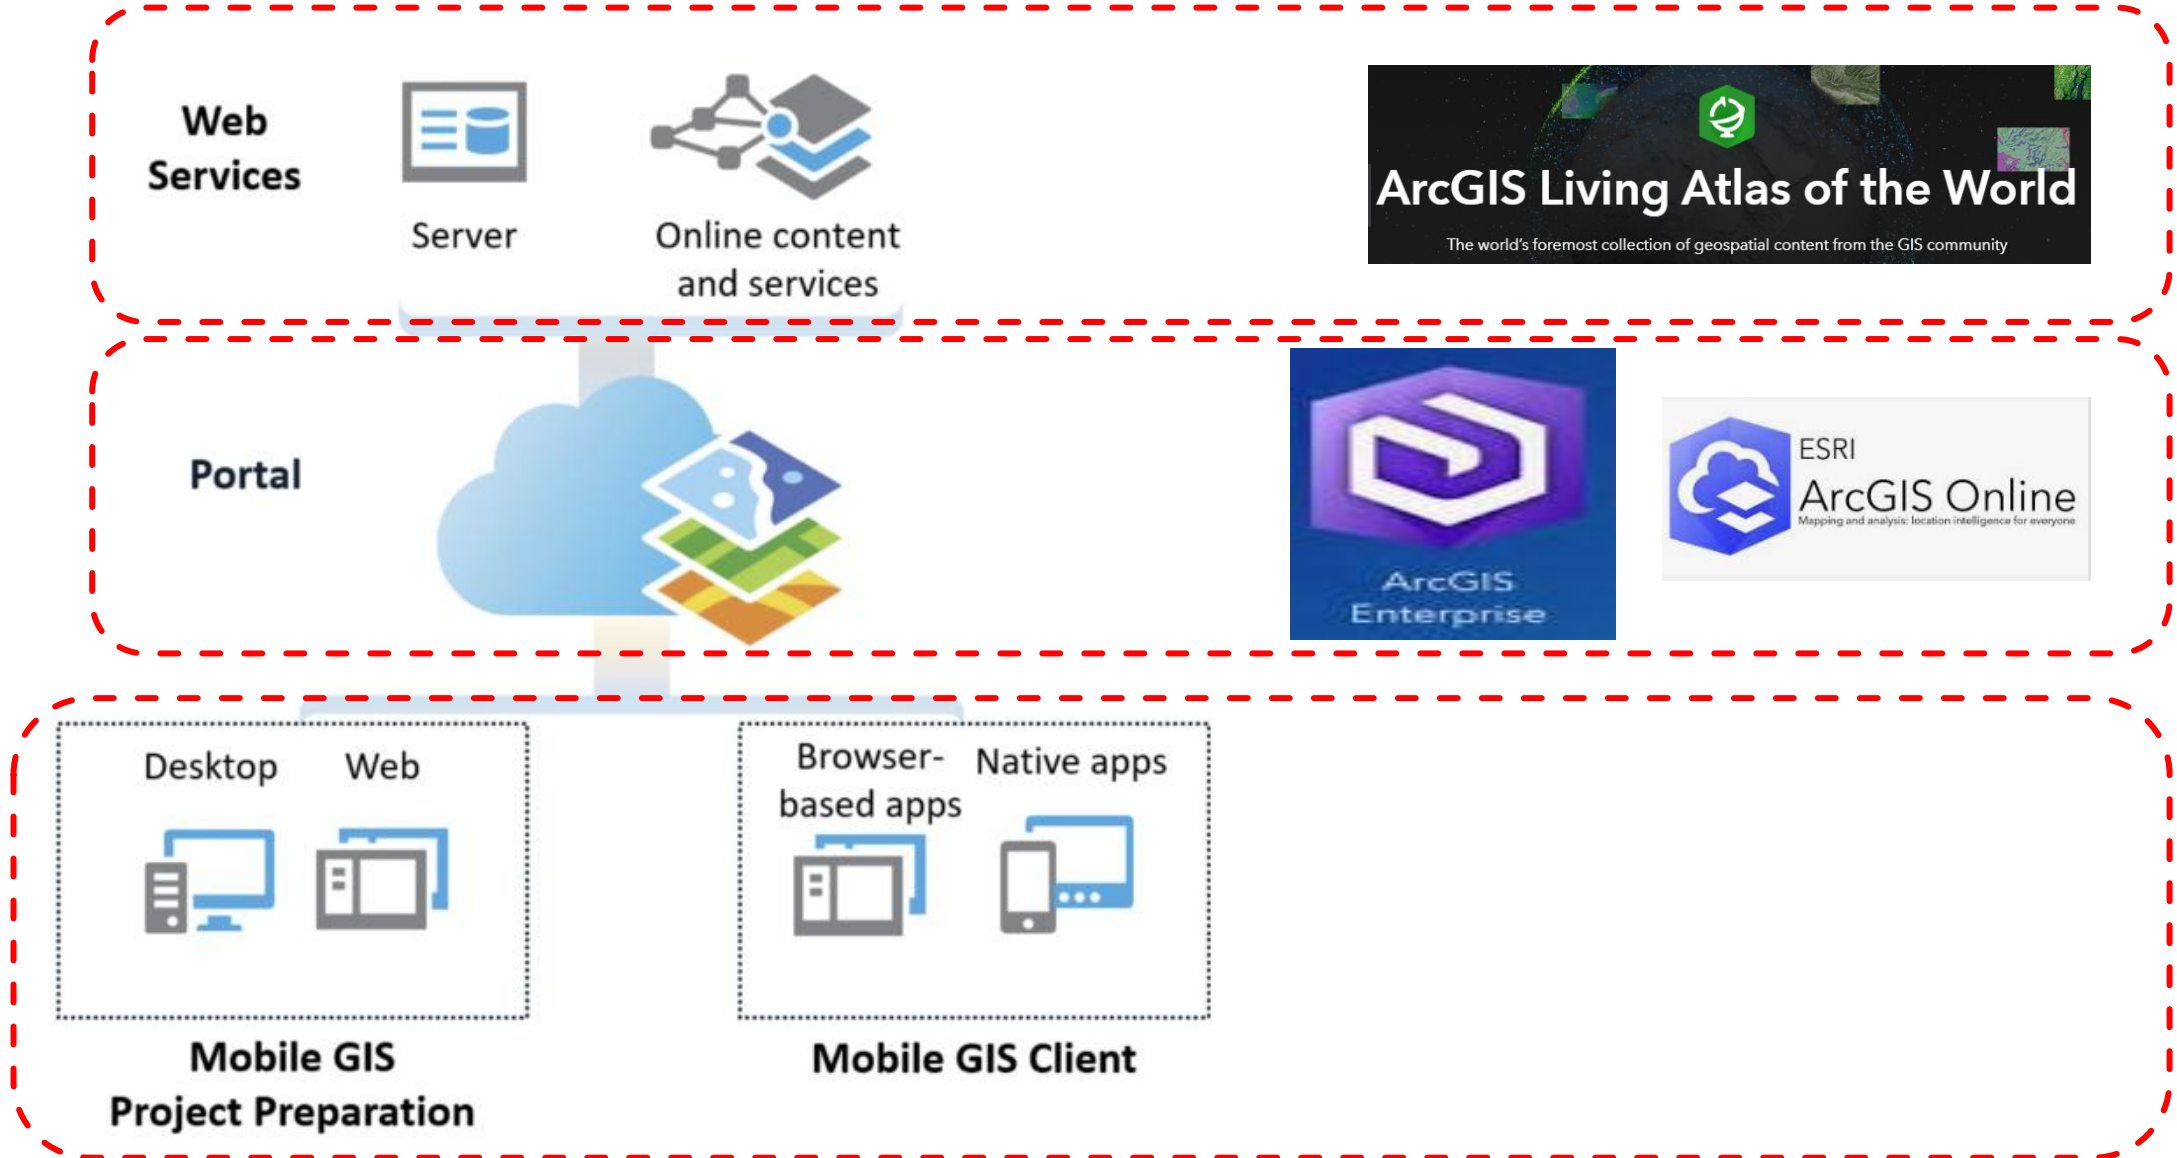 Web
Services
Server
Online content
and services
ArcGIS Living Atlas of the World
The world's foremost collection of geospatial content from the GIS community
Portal
ArcGIS
Enterprise
ESRI
ArcGIS Online
Mapping and analysis: location intelligence for everyone
Desktop
Web
Browser-
based apps
Native apps
Mobile GIS
Project Preparation
Mobile GIS Client